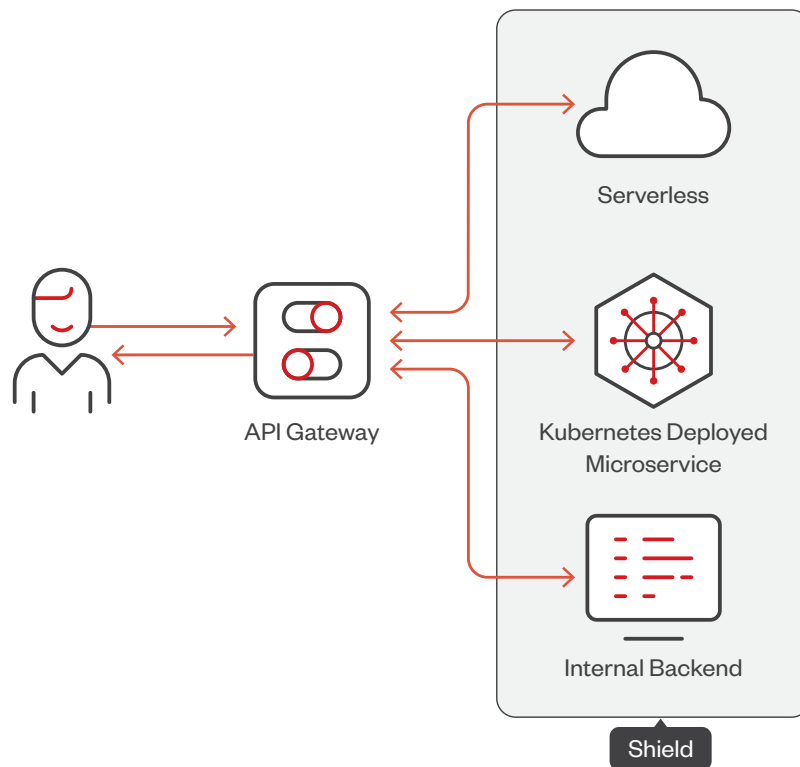 Serverless
API Gateway
Kubernetes Deployed
Microservice
Internal Backend
Shield